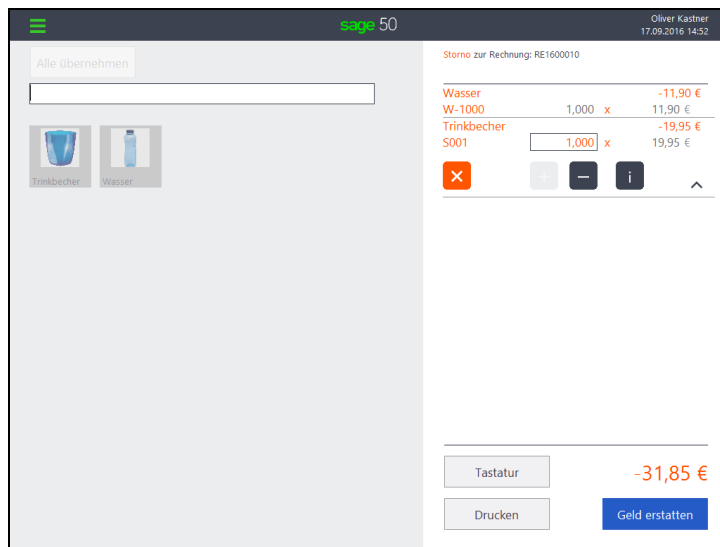 sage 50
Oliver Kastner
17.09.2016 14:52
Alle übernehmen
Trinkbecher
Wasser
Storno zur Rechnung: RE1600010
Wasser -11,90 €
W-1000 1,000 x 11,90 €
Trinkbecher -19,95 €
S001 1,000 x 19,95 €
i
Tastatur -31,85 €
Drucken Geld erstatten